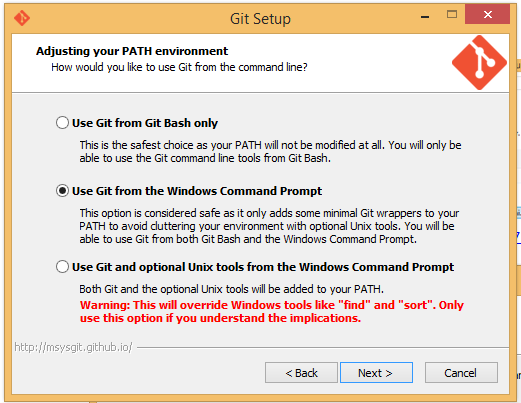 Git Setup
Adjusting your PATH environment
How would you like to use Git from the command line?
Use Git from Git Bash only
This is the safest choice as your PATH will not be modified at all. You will only be
able to use the Git command line tools from Git Bash.
Use Git from the Windows Command Prompt
This option is considered safe as it only adds some minimal Git wrappers to your
PATH to avoid cluttering your environment with optional Unix tools. You will be
able to use Git from both Git Bash and the Windows Command Prompt.
Use Git and optional Unix tools from the Windows Command Prompt
Both Git and the optional Unix tools will be added to your PATH.
Warning: This will override Windows tools like "find" and "sort". Only
use this option if you understand the implications.
http://msysgit.github.io/
< Back
Next >
Cancel